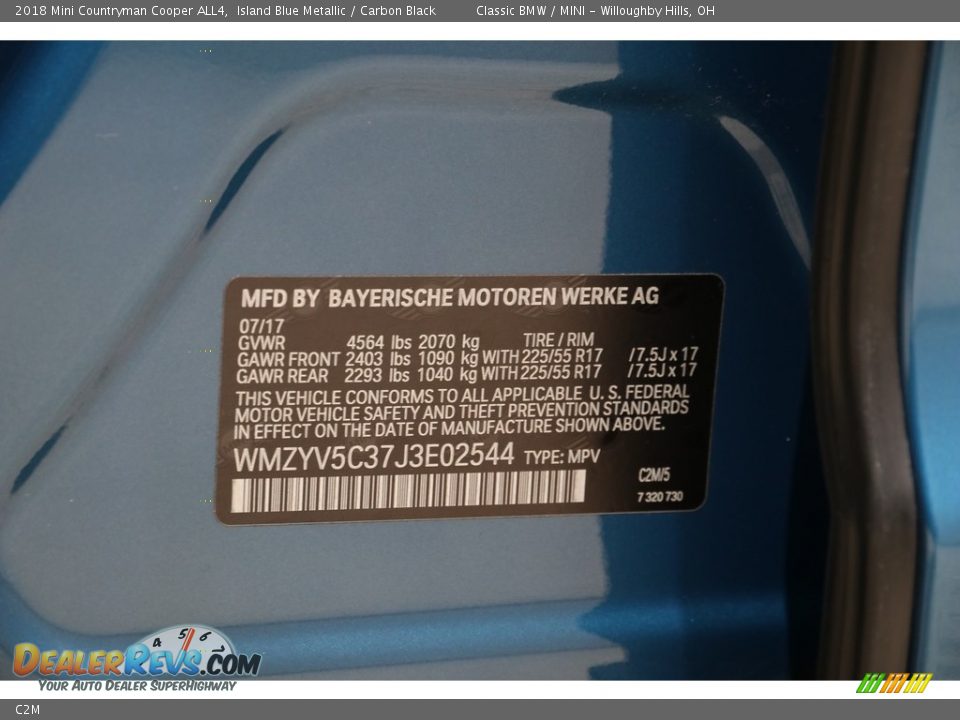 2018 Mini Countryman Cooper ALL4, Island Blue Metallic / Carbon Black Classic BMW / MINI - Willoughby Hills, OH
MFD BY BAYERISCHE MOTOREN WERKE AG
07/17
GVWR 4564 lbs 2070 kg TIRE / RIM
GAWR FRONT 2403 lbs 1090 kg WITH 225/55 R17 /7.5J x 17
GAWR REAR 2293 lbs 1040 kg WITH 225/55 R17 /7.5J x 17
THIS VEHICLE CONFORMS TO ALL APPLICABLE U. S. FEDERAL
MOTOR VEHICLE SAFETY AND THEFT PREVENTION STANDARDS
IN EFFECT ON THE DATE OF MANUFACTURE SHOWN ABOVE.
WMZYV5C37J3E02544 TYPE: MPV
C2M/5
7 320 730
4 5 6
DEALERREVS.COM
YOUR AUTO DEALER SUPERHIGHWAY
C2M